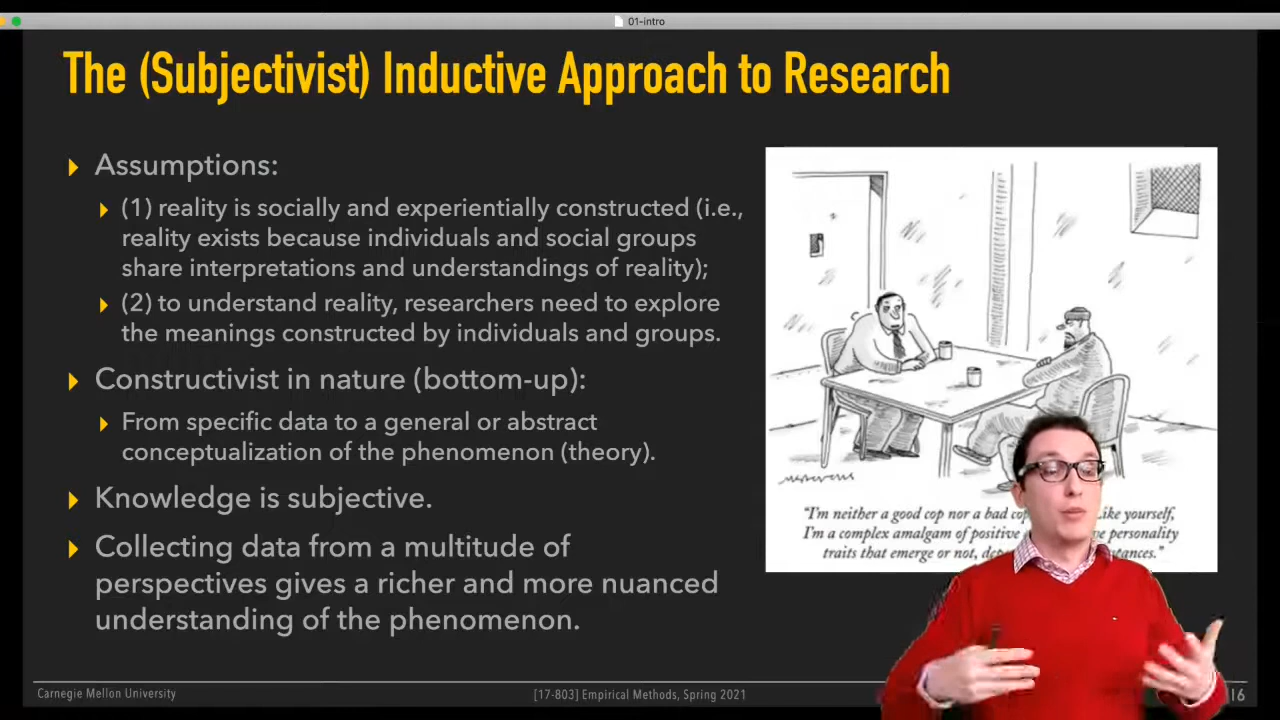 01-intro
The (Subjectivist) Inductive Approach to Research
Assumptions:
(1) reality is socially and experientially constructed (i.e.,
reality exists because individuals and social groups
share interpretations and understandings of reality);
(2) to understand reality, researchers need to explore
the meanings constructed by individuals and groups.
Constructivist in nature (bottom-up):
From specific data to a general or abstract
conceptualization of the phenomenon (theory).
Knowledge is subjective.
Collecting data from a multitude of
perspectives gives a richer and more nuanced
understanding of the phenomenon.
"I'm neither a good cop nor a bad Like yourself,
I'm a complex amalgam of positive personality
traits that emerge or not,
Carnegie Mellon University
[17-803] Empirical Methods, Spring 2021
16